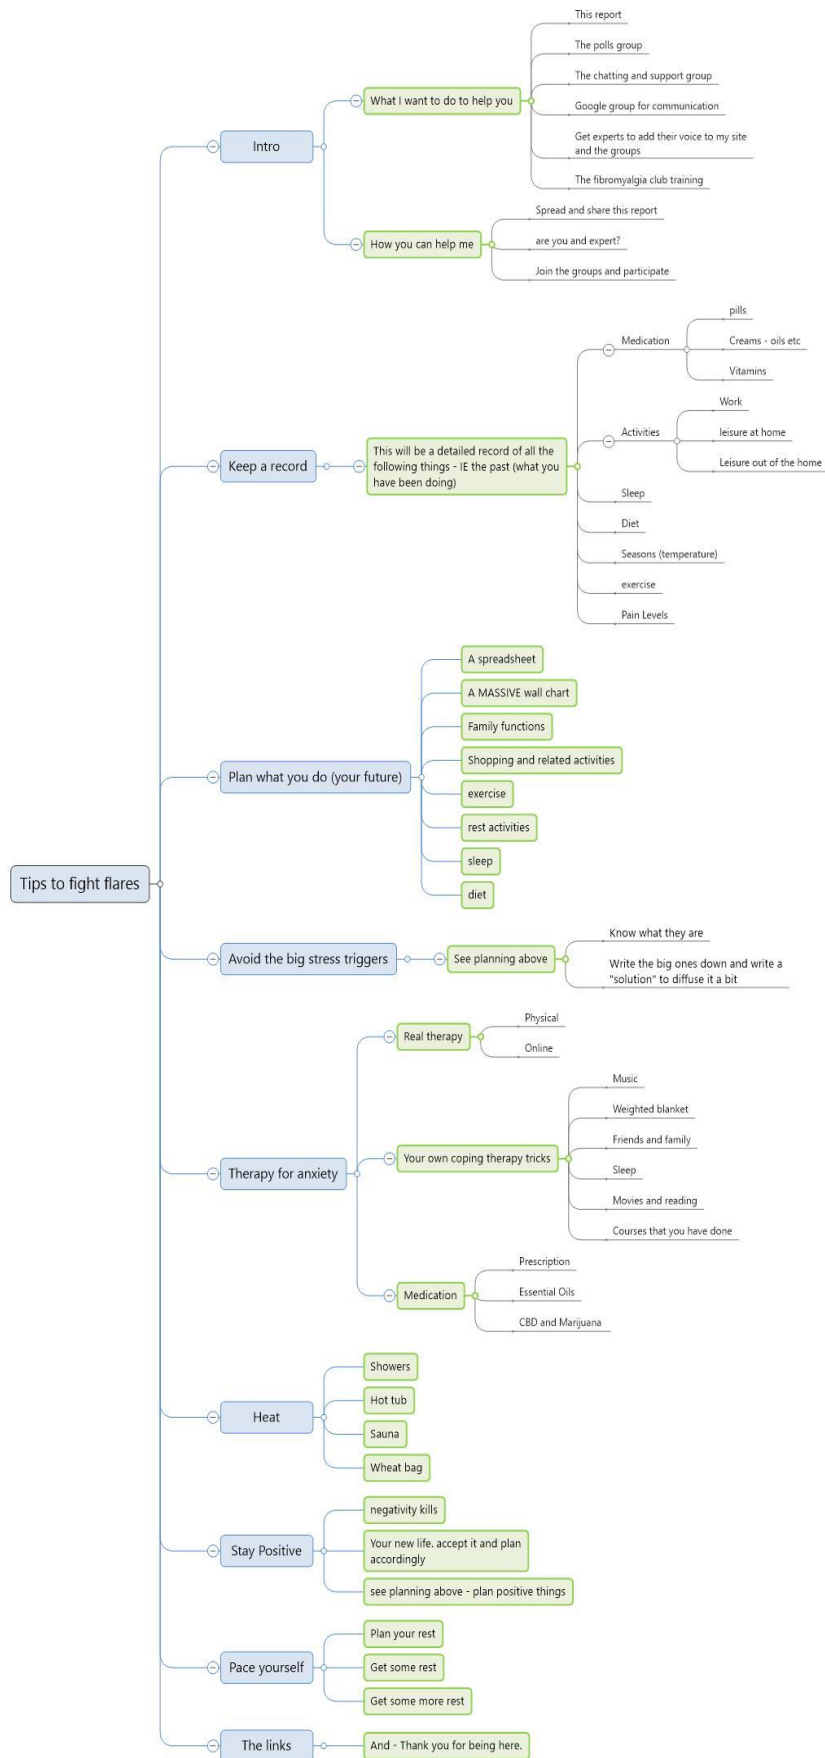 This report
The polls group
The chatting and support group
What I want to do to help you
Google group for communication
Get experts to add their voice to my site
and the groups
Intro
The fibromyalgia club training
Spread and share this report
How you can help me
are you and expert?
Join the groups and participate
pills
Medication
Creams - oils etc
Vitamins
Work
Activities
leisure at home
Leisure out of the home
Keep a record
This will be a detailed record of all the
following things - IE the past (what you
have been doing)
Sleep
Diet
Seasons (temperature)
exercise
Pain Levels
A spreadsheet
A MASSIVE wall chart
Family functions
Shopping and related activities
Plan what you do (your future)
exercise
rest activities
sleep
diet
Tips to fight flares
Know what they are
Avoid the big stress triggers
See planning above
Write the big ones down and write a
"solution" to diffuse it a bit
Physical
Real therapy
Online
Music
Weighted blanket
Friends and family
Therapy for anxiety
Your own coping therapy tricks
Sleep
Movies and reading
Courses that you have done
Prescription
Medication
Essential Oils
CBD and Marijuana
Showers
Hot tub
Heat
Sauna
Wheat bag
negativity kills
Stay Positive
Your new life. accept it and plan
accordingly
see planning above - plan positive things
Plan your rest
Pace yourself
Get some rest
Get some more rest
The links
And - Thank you for being here.